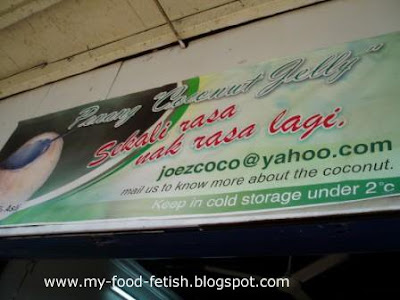 Penang "Coconut Jelly"
Sekali rasa
nak rasa lagi.
joezcoco@yahoo.com
mail us to know more about the coconut.
Keep in cold storage under 2°c
www.my-food-fetish.blogspot.com